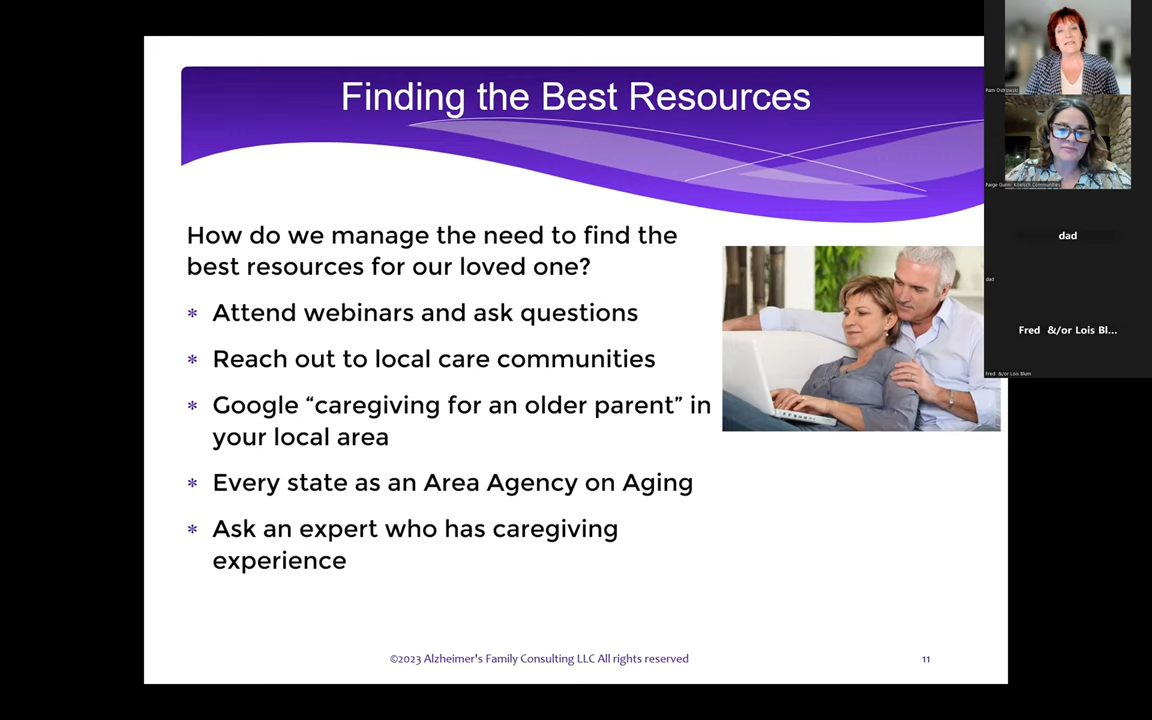 Finding the Best Resources
How do we manage the need to find the
best resources for our loved one?
* Attend webinars and ask questions
* Reach out to local care communities
* Google “caregiving for an older parent” in
your local area
* Every state as an Area Agency on Aging
* Ask an expert who has caregiving
experience
©2023 Alzheimer's Family Consulting LLC All rights reserved
11
Pam Ostrowski
Paige Gunn Koelsch Communities
dad
dad
Fred &/or Lois Bl...
Fred &/or Lois Blum